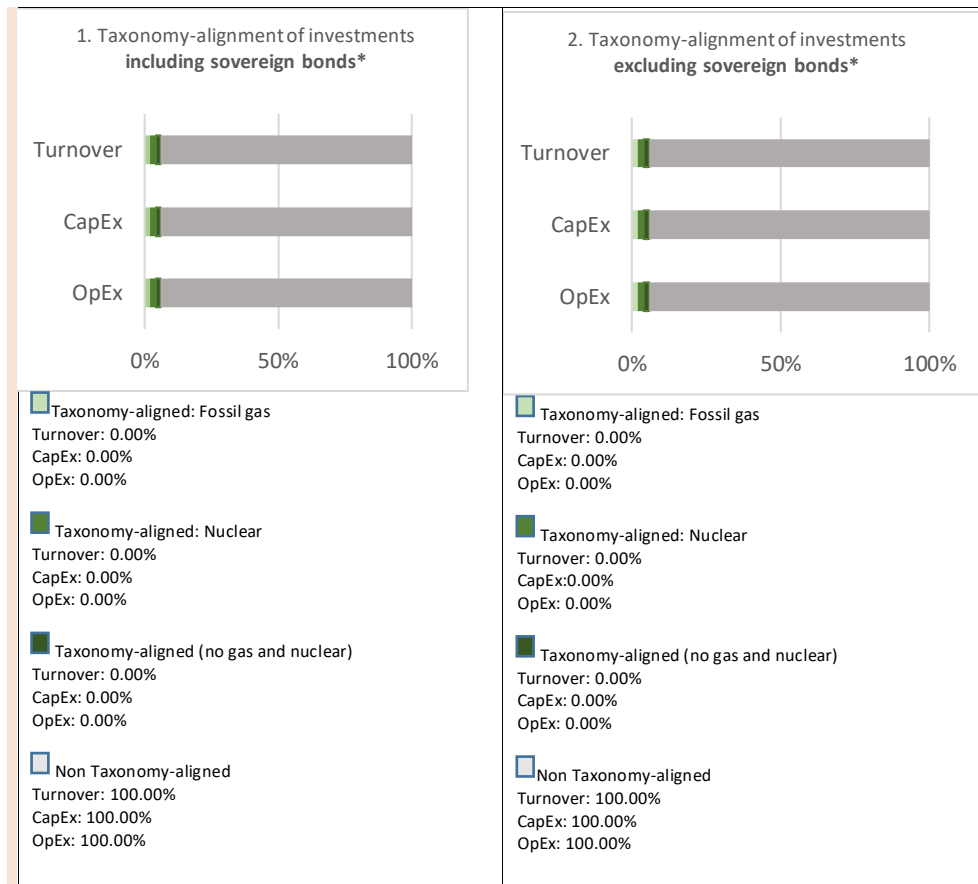 1. Taxonomy-alignment of investments
including sovereign bonds*
Turnover
CapEx
OpEx
0% 50% 100%
Taxonomy-aligned: Fossil gas
Turnover: 0.00%
CapEx: 0.00%
OpEx: 0.00%
Taxonomy-aligned: Nuclear
Turnover: 0.00%
CapEx: 0.00%
OpEx: 0.00%
Taxonomy-aligned (no gas and nuclear)
Turnover: 0.00%
CapEx: 0.00%
OpEx: 0.00%
Non Taxonomy-aligned
Turnover: 100.00%
CapEx: 100.00%
OpEx: 100.00%
2. Taxonomy-alignment of investments
excluding sovereign bonds*
Turnover
CapEx
OpEx
0% 50% 100%
Taxonomy-aligned: Fossil gas
Turnover: 0.00%
CapEx: 0.00%
OpEx: 0.00%
Taxonomy-aligned: Nuclear
Turnover: 0.00%
CapEx:0.00%
OpEx: 0.00%
Taxonomy-aligned (no gas and nuclear)
Turnover: 0.00%
CapEx: 0.00%
OpEx: 0.00%
Non Taxonomy-aligned
Turnover: 100.00%
CapEx: 100.00%
OpEx: 100.00%